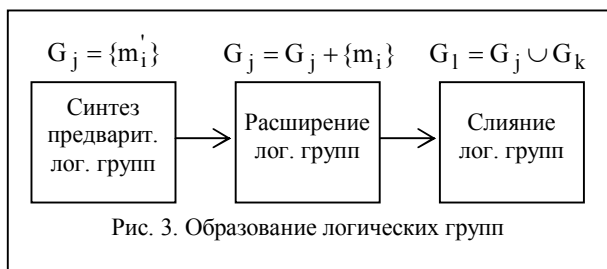 G_j = {m_i'} G_j = G_j + {m_i} G_l = G_j ∪ G_k
Синтез
предварит.
лог. групп
Расширение
лог. групп
Слияние
лог. групп
Рис. 3. Образование логических групп